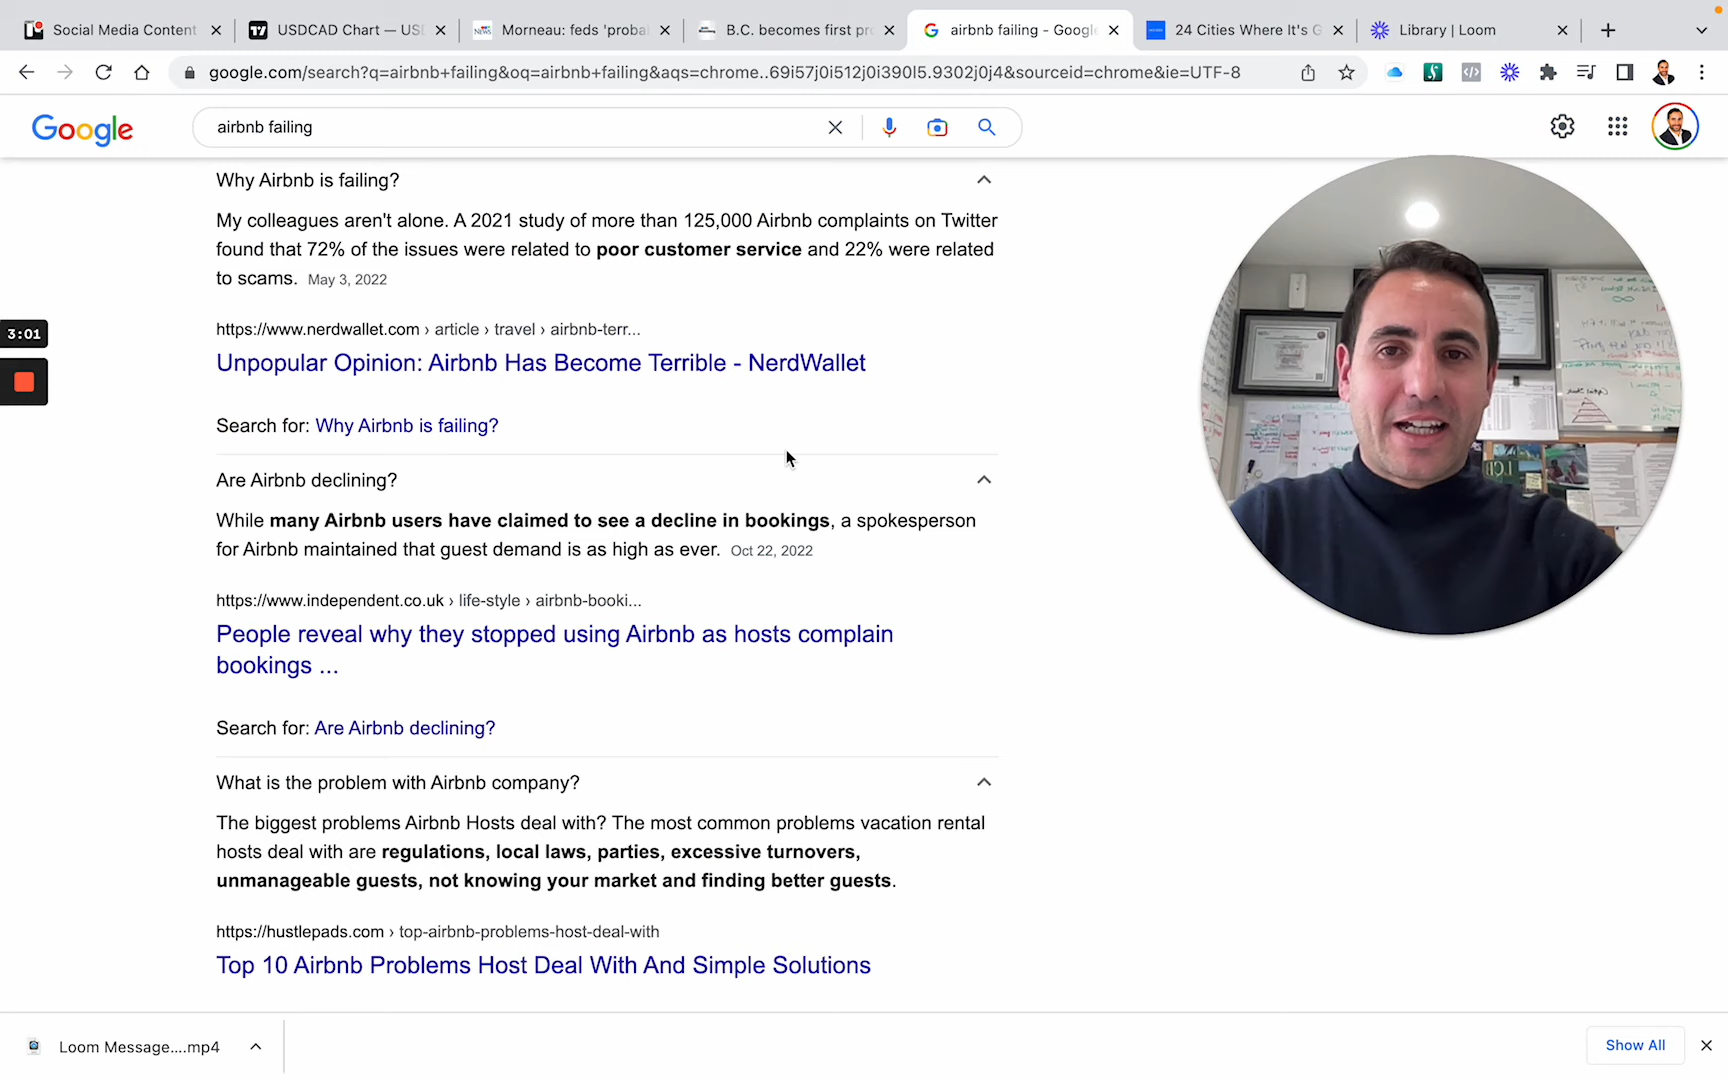 Social Media Content
USDCAD Chart — US
Morneau: feds 'proba
B.C. becomes first pr
airbnb failing - Google
24 Cities Where It's G
Library | Loom
google.com/search?q=airbnb+failing&oq=airbnb+failing&aqs=chrome..69i57j0i512j0i390l5.9302j0j4&sourceid=chrome&ie=UTF-8
Google
airbnb failing
Why Airbnb is failing?
My colleagues aren't alone. A 2021 study of more than 125,000 Airbnb complaints on Twitter
found that 72% of the issues were related to poor customer service and 22% were related
to scams. May 3, 2022
3:01
https://www.nerdwallet.com › article › travel › airbnb-terr...
Unpopular Opinion: Airbnb Has Become Terrible - NerdWallet
Search for: Why Airbnb is failing?
Are Airbnb declining?
While many Airbnb users have claimed to see a decline in bookings, a spokesperson
for Airbnb maintained that guest demand is as high as ever. Oct 22, 2022
https://www.independent.co.uk › life-style › airbnb-booki...
People reveal why they stopped using Airbnb as hosts complain
bookings ...
Search for: Are Airbnb declining?
What is the problem with Airbnb company?
The biggest problems Airbnb Hosts deal with? The most common problems vacation rental
hosts deal with are regulations, local laws, parties, excessive turnovers,
unmanageable guests, not knowing your market and finding better guests.
https://hustlepads.com › top-airbnb-problems-host-deal-with
Top 10 Airbnb Problems Host Deal With And Simple Solutions
Loom Message....mp4
Show All